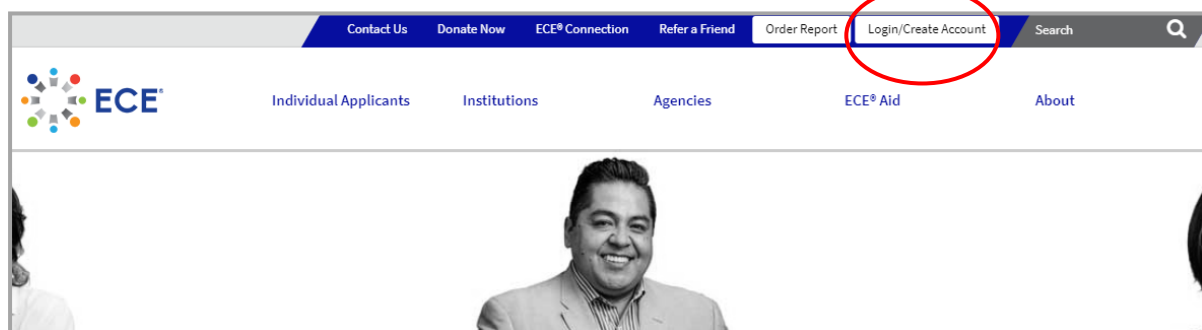 Contact Us Donate Now ECE® Connection Refer a Friend Order Report Login/Create Account Search
ECE®
Individual Applicants Institutions Agencies ECE® Aid About